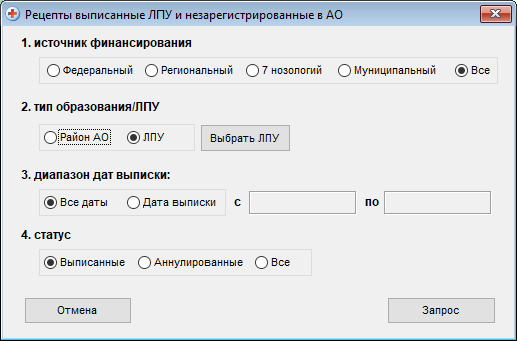 Рецепты выписанные ЛПУ и незарегистрированные в АО
1. источник финансирования
Федеральный Региональный 7 нозологий Муниципальный Все
2. тип образования/ЛПУ
Район АО ЛПУ Выбрать ЛПУ
3. диапазон дат выписки:
Все даты Дата выписки с по
4. статус
Выписанные Аннулированные Все
Отмена Запрос